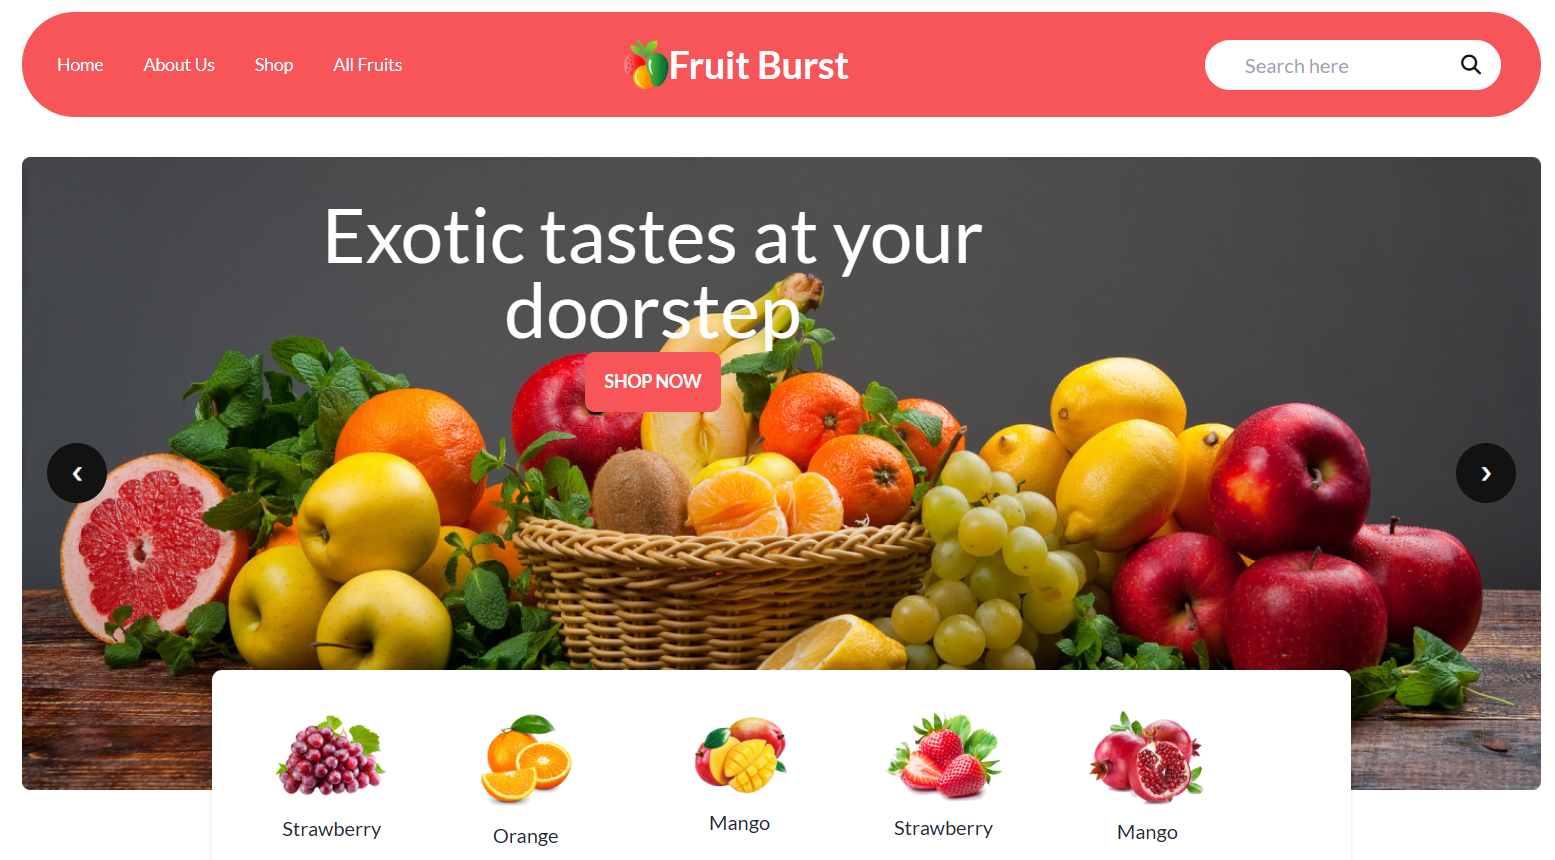 Home About Us Shop All Fruits
Fruit Burst
Search here
Exotic tastes at your
doorstep
SHOP NOW
Strawberry
Orange
Mango
Strawberry
Mango